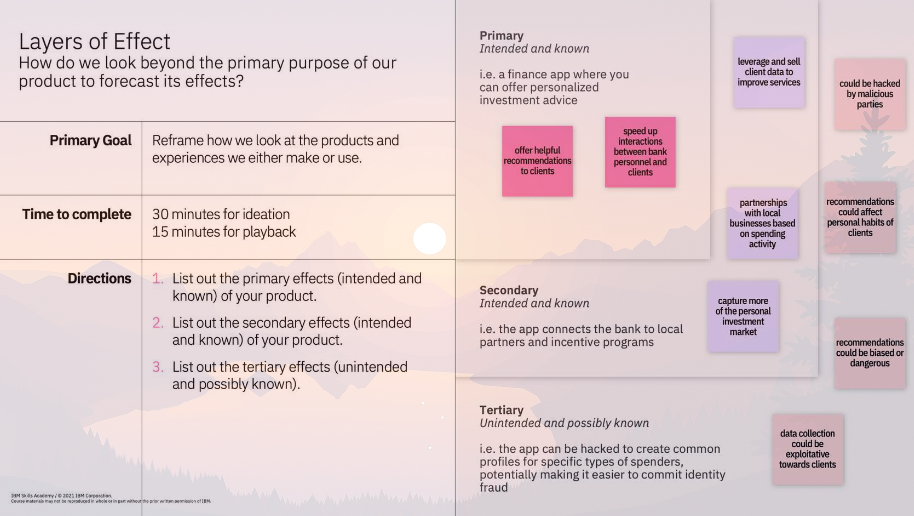 Layers of Effect
How do we look beyond the primary purpose of our
product to forecast its effects?
Primary Goal
Reframe how we look at the products and
experiences we either make or use.
Time to complete
30 minutes for ideation
15 minutes for playback
Directions
1. List out the primary effects (intended and
known) of your product.
2. List out the secondary effects (intended
and known) of your product.
3. List out the tertiary effects (unintended
and possibly known).
IBM Skills Academy / © 2021 IBM Corporation.
Course materials may not be reproduced in whole or in part without the prior written permission of IBM.
Primary
Intended and known
i.e. a finance app where you
can offer personalized
investment advice
offer helpful
recommendations
to clients
speed up
interactions
between bank
personnel and
clients
leverage and sell
client data to
improve services
could be hacked
by malicious
parties
partnerships
with local
businesses based
on spending
activity
recommendations
could affect
personal habits of
clients
Secondary
Intended and known
i.e. the app connects the bank to local
partners and incentive programs
capture more
of the personal
investment
market
recommendations
could be biased or
dangerous
Tertiary
Unintended and possibly known
i.e. the app can be hacked to create common
profiles for specific types of spenders,
potentially making it easier to commit identity
fraud
data collection
could be
exploitative
towards clients